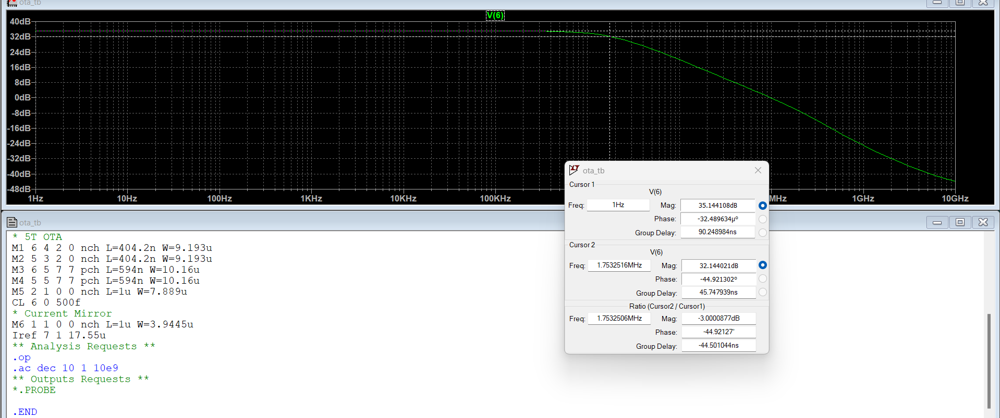 ota_tb
V(6)
40dB
32dB
24dB
16dB
8dB
0dB
-8dB
-16dB
-24dB
-32dB
-40dB
-48dB
1Hz 10Hz 100Hz 1KHz 10KHz 100KHz MHz 1GHz 10GHz
ota_tb
Cursor 1
V(6)
Freq: 1Hz Mag: 35.144108dB
Phase: -32.489634µº
Group Delay: 90.248984ns
Cursor 2
V(6)
Freq: 1.7532516MHz Mag: 32.144021dB
Phase: -44.921302º
Group Delay: 45.747939ns
Ratio (Cursor2 / Cursor1)
Freq: 1.7532506MHz Mag: -3.0000877dB
Phase: -44.92127°
Group Delay: -44.501044ns
ota_tb
* 5T OTA
M1 6 4 2 0 nch L=404.2n W=9.193u
M2 5 3 2 0 nch L=404.2n W=9.193u
M3 6 5 7 7 pch L=594n W=10.16u
M4 5 5 7 7 pch L=594n W=10.16u
M5 2 1 0 0 nch L=1u W=7.889u
CL 6 0 500f
* Current Mirror
M6 1 1 0 0 nch L=1u W=3.9445u
Iref 7 1 17.55u
** Analysis Requests **
.op
.ac dec 10 1 10e9
** Outputs Requests **
*.PROBE
.END